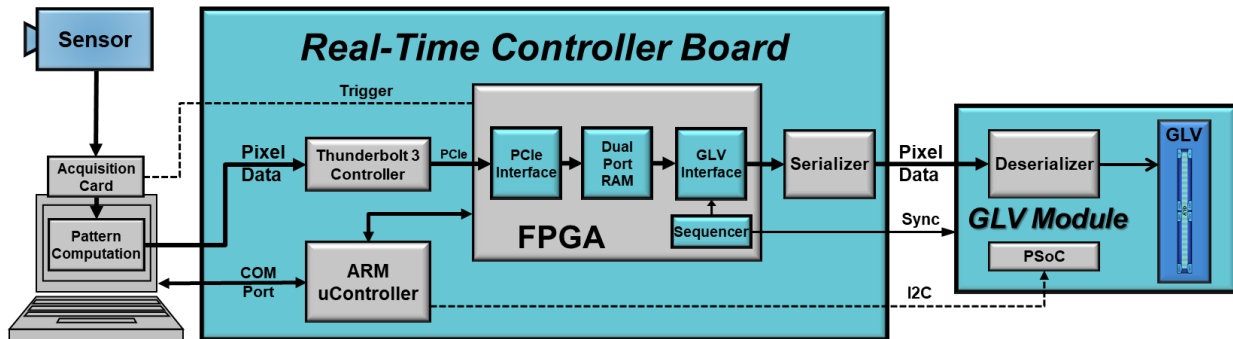 Sensor
Real-Time Controller Board
Trigger
Acquisition
Card
Pattern
Computation
Pixel
Data
Thunderbolt 3
Controller
PCIe
PCIe
Interface
Dual
Port
RAM
GLV
Interface
Sequencer
FPGA
Serializer
COM
Port
ARM
uController
Pixel
Data
Sync
I2C
Deserializer
GLV Module
PSoC
GLV